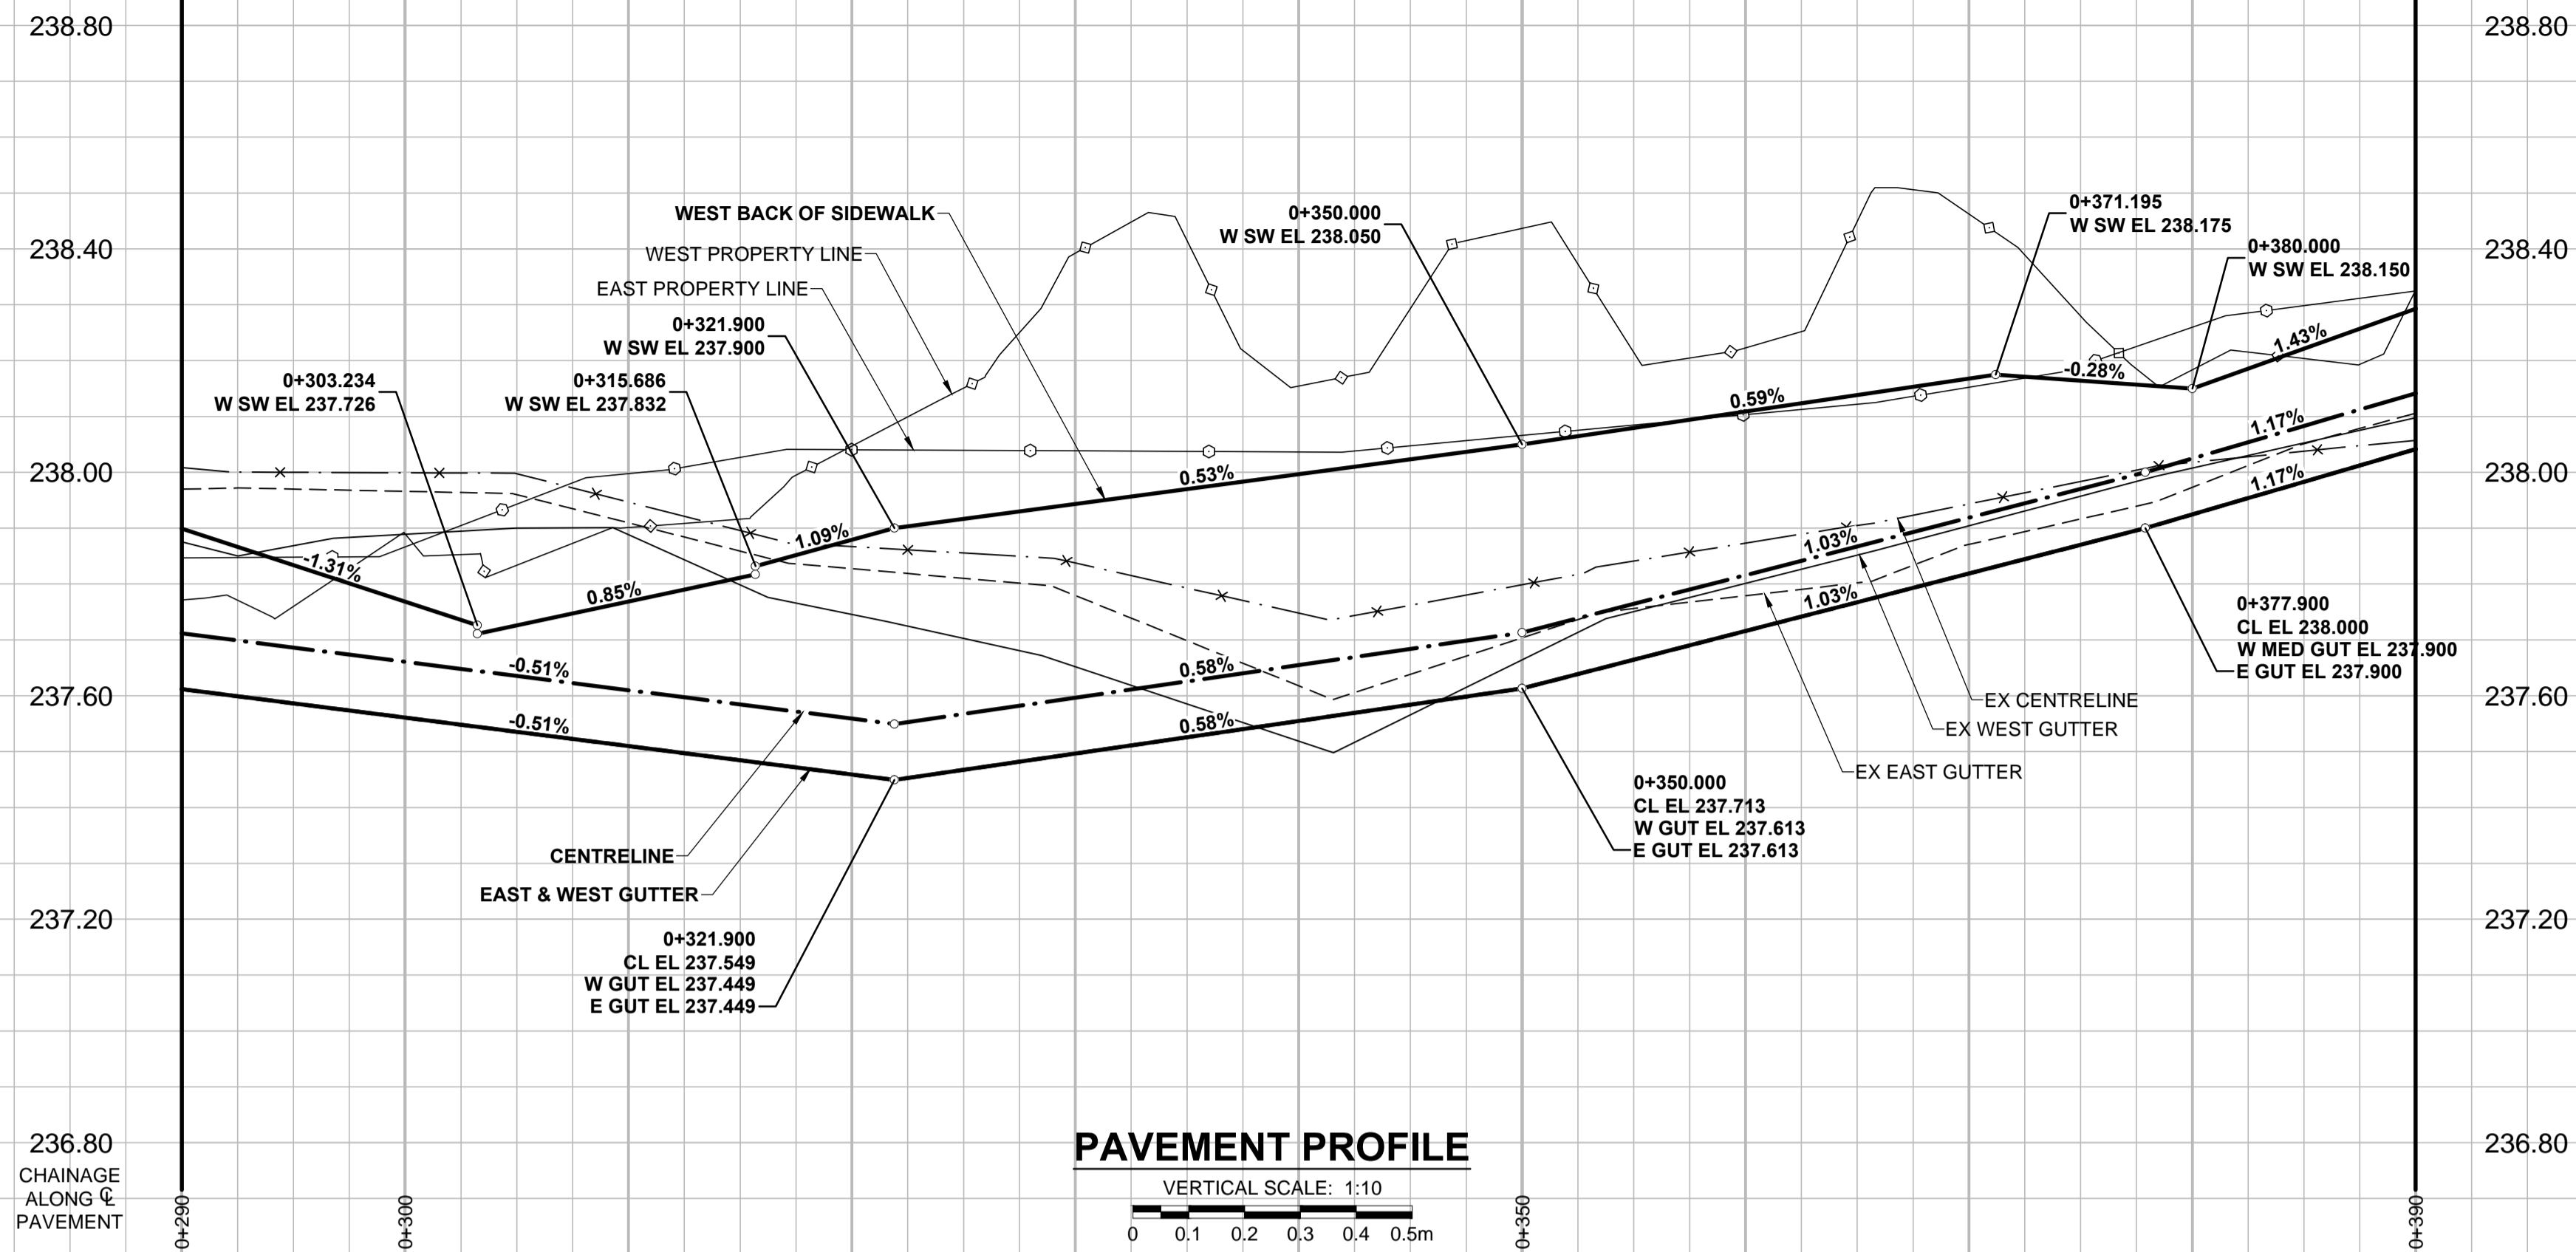 238.80
238.80
238.40
238.40
238.00
238.00
237.60
237.60
237.20
237.20
236.80
236.80
WEST BACK OF SIDEWALK
WEST PROPERTY LINE
EAST PROPERTY LINE
0+303.234
W SW EL 237.726
0+315.686
W SW EL 237.832
0+321.900
W SW EL 237.900
0+350.000
W SW EL 238.050
0+371.195
W SW EL 238.175
0+380.000
W SW EL 238.150
-1.31%
0.85%
1.09%
0.53%
0.59%
-0.28%
1.43%
-0.51%
0.58%
1.03%
1.17%
-0.51%
0.58%
1.03%
1.17%
CENTRELINE
EAST & WEST GUTTER
0+321.900
CL EL 237.549
W GUT EL 237.449
E GUT EL 237.449
0+350.000
CL EL 237.713
W GUT EL 237.613
E GUT EL 237.613
0+377.900
CL EL 238.000
W MED GUT EL 237.900
E GUT EL 237.900
EX CENTRELINE
EX WEST GUTTER
EX EAST GUTTER
PAVEMENT PROFILE
VERTICAL SCALE: 1:10
0 0.1 0.2 0.3 0.4 0.5m
CHAINAGE
ALONG ℄
PAVEMENT
0+290
0+300
0+350
0+390